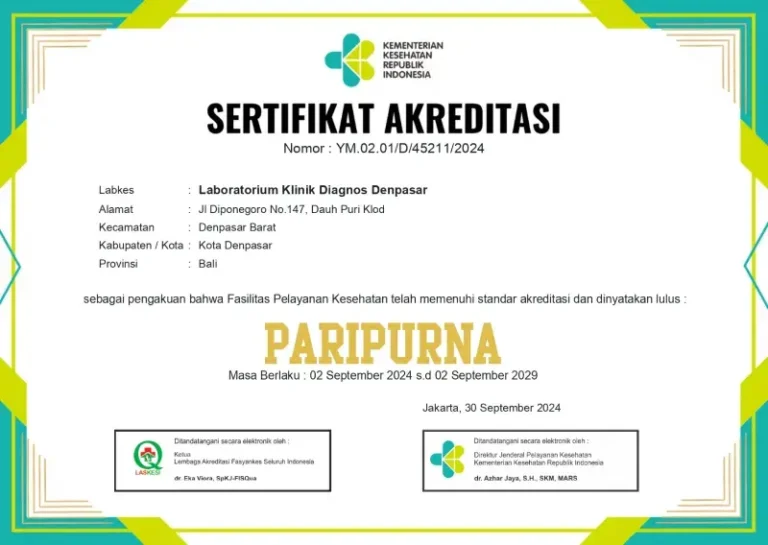 KEMENTERIAN
KESEHATAN
REPUBLIK
INDONESIA
SERTIFIKAT AKREDITASI
Nomor : YM.02.01/D/45211/2024
Labkes : Laboratorium Klinik Diagnos Denpasar
Alamat : Jl Diponegoro No.147, Dauh Puri Klod
Kecamatan : Denpasar Barat
Kabupaten / Kota : Kota Denpasar
Provinsi : Bali
sebagai pengakuan bahwa Fasilitas Pelayanan Kesehatan telah memenuhi standar akreditasi dan dinyatakan lulus :
PARIPURNA
Masa Berlaku : 02 September 2024 s.d 02 September 2029
Jakarta, 30 September 2024
Ditandatangani secara elektronik oleh :
Ketua
Lembaga Akreditasi Fasyankes Seluruh Indonesia
dr. Eka Viora, SpKJ-FISQua
LASKESI
Ditandatangani secara elektronik oleh :
Direktur Jenderal Pelayanan Kesehatan
Kementerian Kesehatan Republik Indonesia
dr. Azhar Jaya, S.H., SKM, MARS